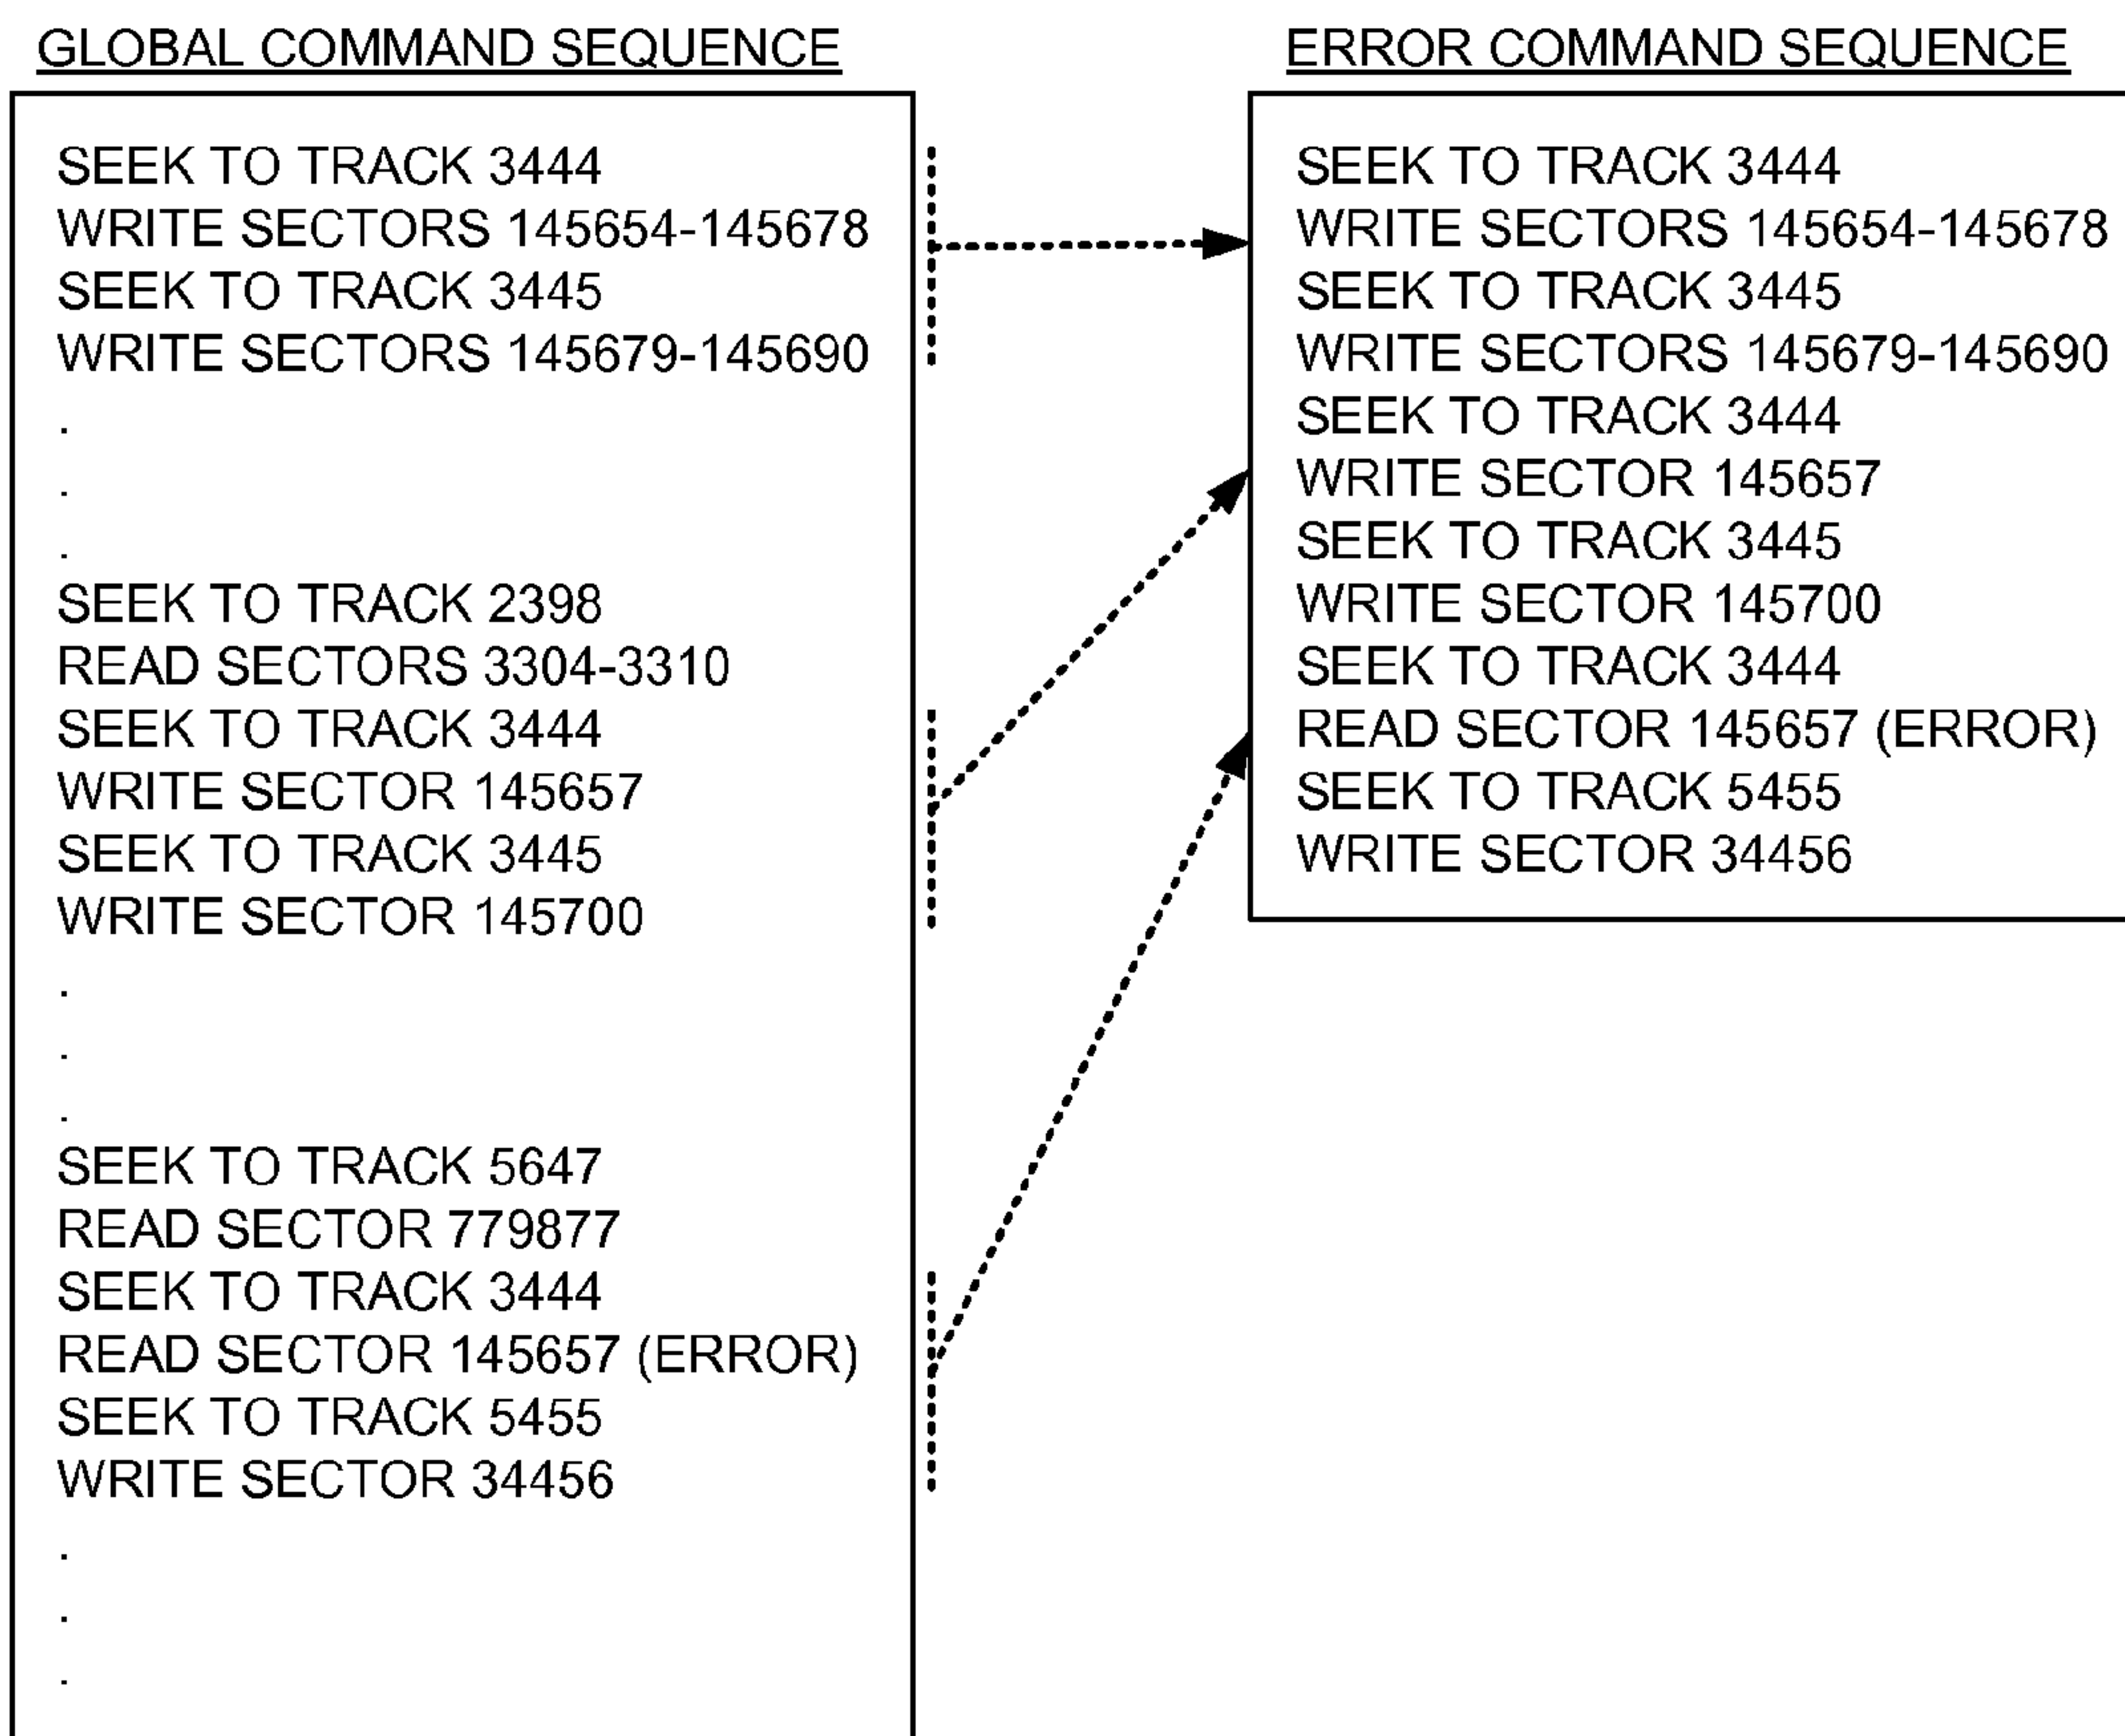 GLOBAL COMMAND SEQUENCE
SEEK TO TRACK 3444
WRITE SECTORS 145654-145678
SEEK TO TRACK 3445
WRITE SECTORS 145679-145690
.
.
.
SEEK TO TRACK 2398
READ SECTORS 3304-3310
SEEK TO TRACK 3444
WRITE SECTOR 145657
SEEK TO TRACK 3445
WRITE SECTOR 145700
.
.
.
SEEK TO TRACK 5647
READ SECTOR 779877
SEEK TO TRACK 3444
READ SECTOR 145657 (ERROR)
SEEK TO TRACK 5455
WRITE SECTOR 34456
.
.
.
ERROR COMMAND SEQUENCE
SEEK TO TRACK 3444
WRITE SECTORS 145654-145678
SEEK TO TRACK 3445
WRITE SECTORS 145679-145690
SEEK TO TRACK 3444
WRITE SECTOR 145657
SEEK TO TRACK 3445
WRITE SECTOR 145700
SEEK TO TRACK 3444
READ SECTOR 145657 (ERROR)
SEEK TO TRACK 5455
WRITE SECTOR 34456